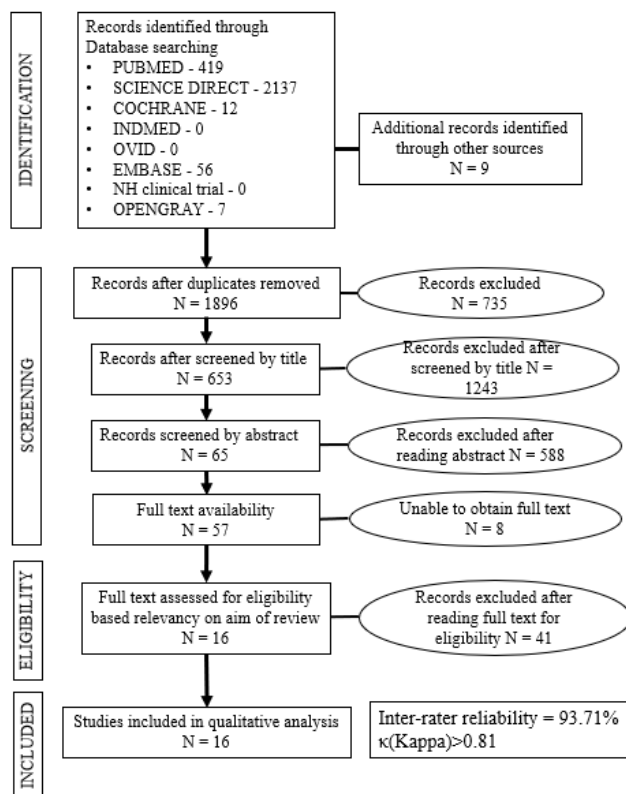 IDENTIFICATION
Records identified through
Database searching
• PUBMED - 419
• SCIENCE DIRECT - 2137
• COCHRANE - 12
• INDMED - 0
• OVID - 0
• EMBASE - 56
• NH clinical trial - 0
• OPENGRAY - 7
Additional records identified
through other sources
N = 9
SCREENING
Records after duplicates removed
N = 1896
Records excluded
N = 735
Records after screened by title
N = 653
Records excluded after
screened by title N =
1243
Records screened by abstract
N = 65
Records excluded after
reading abstract N = 588
Full text availability
N = 57
Unable to obtain full text
N = 8
ELIGIBILITY
Full text assessed for eligibility
based relevancy on aim of review
N = 16
Records excluded after
reading full text for
eligibility N = 41
INCLUDED
Studies included in qualitative analysis
N = 16
Inter-rater reliability = 93.71%
κ(Kappa)>0.81